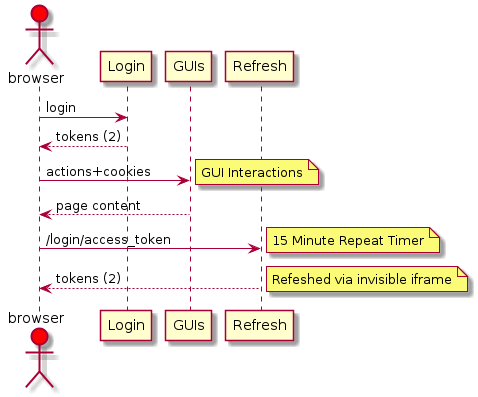 browser
Login
GUIs
Refresh
login
tokens (2)
actions+cookies
GUI Interactions
page content
/login/access_token
15 Minute Repeat Timer
tokens (2)
Refeshed via invisible iframe
browser
Login
GUIs
Refresh